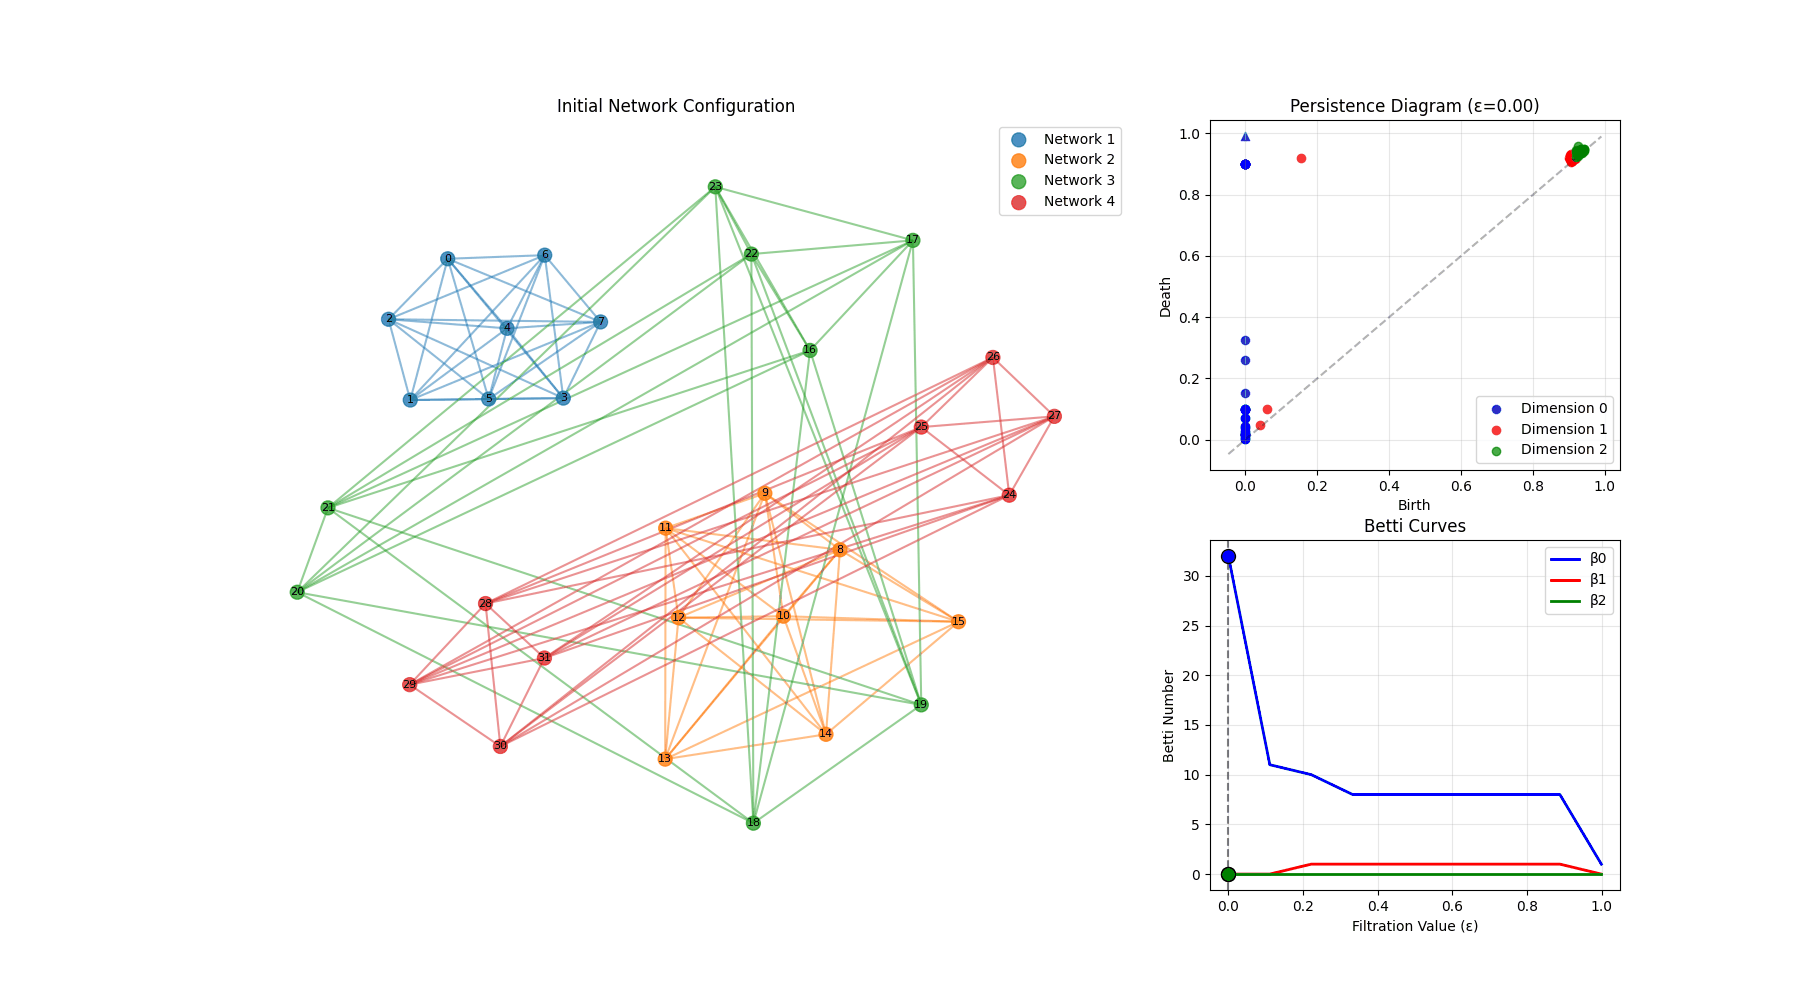 Initial Network Configuration
Network 1
Network 2
Network 3
Network 4
23
17
22
0
6
2
4
7
16
1
5
3
26
27
25
24
9
21
11
8
20
28
12
10
15
31
29
19
14
30
13
18
Persistence Diagram (ε=0.00)
1.0
0.8
0.6
0.4
0.2
0.0
Death
Dimension 0
Dimension 1
Dimension 2
0.0 0.2 0.4 0.6 0.8 1.0
Birth
Betti Curves
30
25
20
15
10
5
0
Betti Number
β0
β1
β2
0.0 0.2 0.4 0.6 0.8 1.0
Filtration Value (ε)